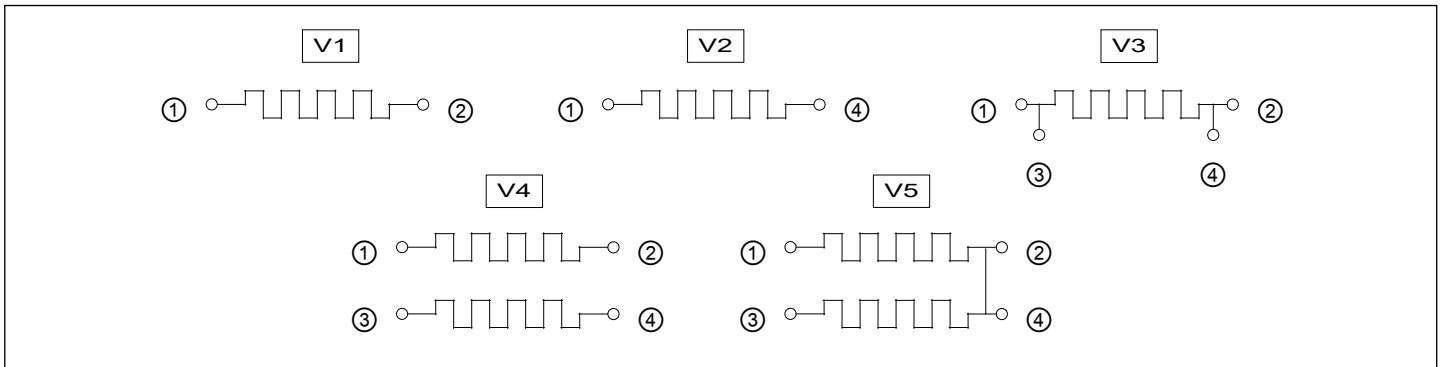 V1 V2 V3
① ② ① ④ ① ②
③ ④
V4 V5
① ② ① ②
③ ④ ③ ④